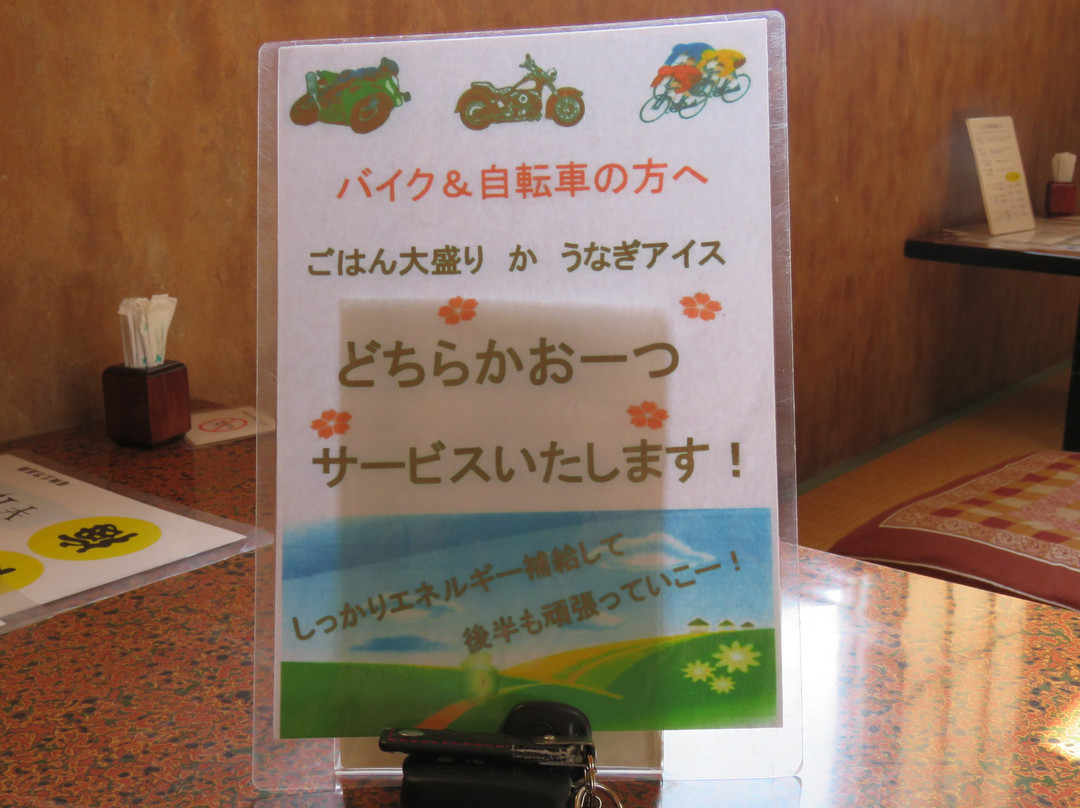 バイク＆自転車の方へ
ごはん大盛り か うなぎアイス
どちらかおーつ
サービスいたします！
しっかりエネルギー補給して
後半も頑張っていこー！